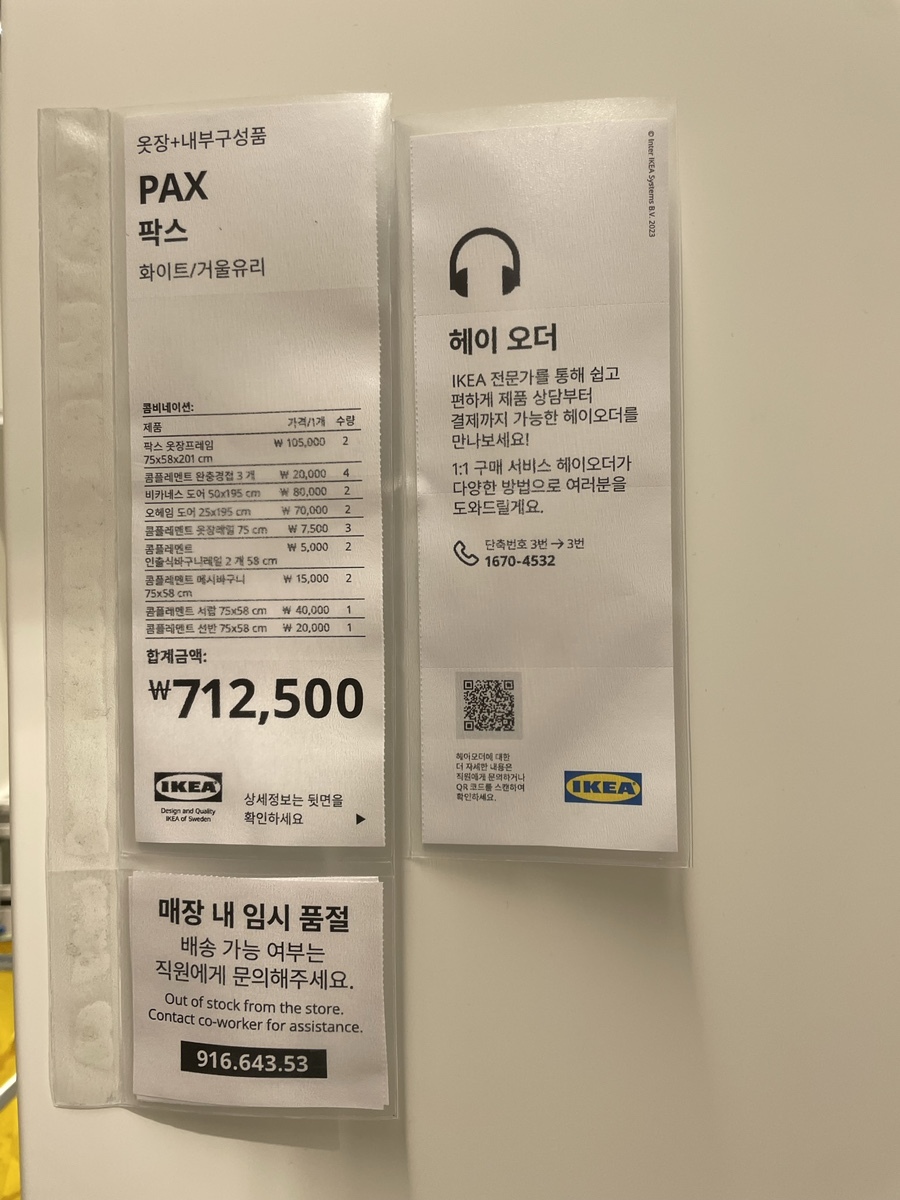 옷장+내부구성품
PAX
팍스
화이트/거울유리
콤비네이션:
제품 가격/1개 수량
팍스 옷장프레임 ₩ 105,000 2
75x58x201 cm
콤플레멘트 완충경첩 3 개 ₩ 20,000 4
비카네스 도어 50x195 cm ₩ 80,000 2
오헤임 도어 25x195 cm ₩ 70,000 2
콤플레멘트 옷장레일 75 cm ₩ 7,500 3
콤플레멘트 ₩ 5,000 2
인출식바구니레일 2 개 58 cm
콤플레멘트 메시바구니 ₩ 15,000 2
75x58 cm
콤플레멘트 서랍 75x58 cm ₩ 40,000 1
콤플레멘트 선반 75x58 cm ₩ 20,000 1
합계금액:
₩712,500
IKEA
Design and Quality
IKEA of Sweden
상세정보는 뒷면을
확인하세요
매장 내 임시 품절
배송 가능 여부는
직원에게 문의해주세요.
Out of stock from the store.
Contact co-worker for assistance.
916.643.53
© Inter IKEA Systems B.V. 2023
헤이 오더
IKEA 전문가를 통해 쉽고
편하게 제품 상담부터
결제까지 가능한 헤이오더를
만나보세요!
1:1 구매 서비스 헤이오더가
다양한 방법으로 여러분을
도와드릴게요.
단축번호 3번 → 3번
1670-4532
헤이오더에 대한
더 자세한 내용은
직원에게 문의하거나
QR 코드를 스캔하여
확인하세요.
IKEA